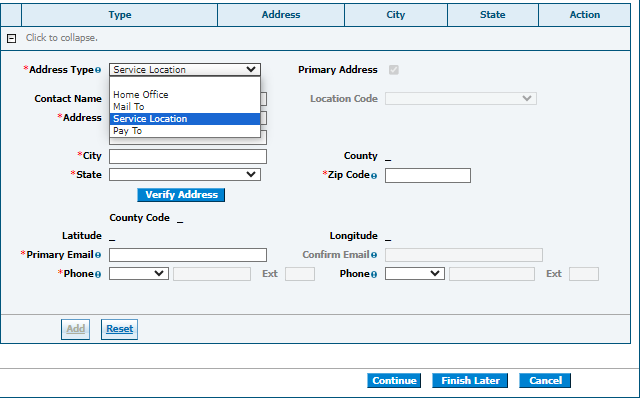 Type Address City State Action
Click to collapse.
*Address Type Service Location Primary Address
Home Office
Contact Name Location Code
Mail To
*Address Service Location
Pay To
*City County _
*State *Zip Code
Verify Address
County Code _
Latitude _ Longitude _
*Primary Email Confirm Email
*Phone Ext Phone Ext
Add Reset
Continue Finish Later Cancel